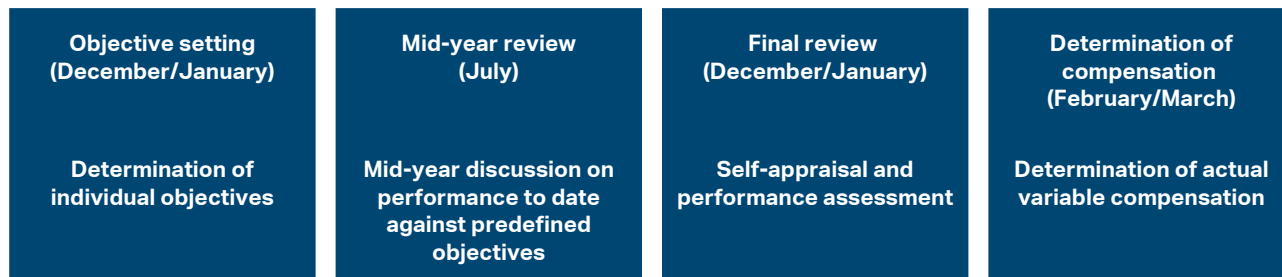 Objective setting
(December/January)
Determination of
individual objectives
Mid-year review
(July)
Mid-year discussion on
performance to date
against predefined
objectives
Final review
(December/January)
Self-appraisal and
performance assessment
Determination of
compensation
(February/March)
Determination of actual
variable compensation